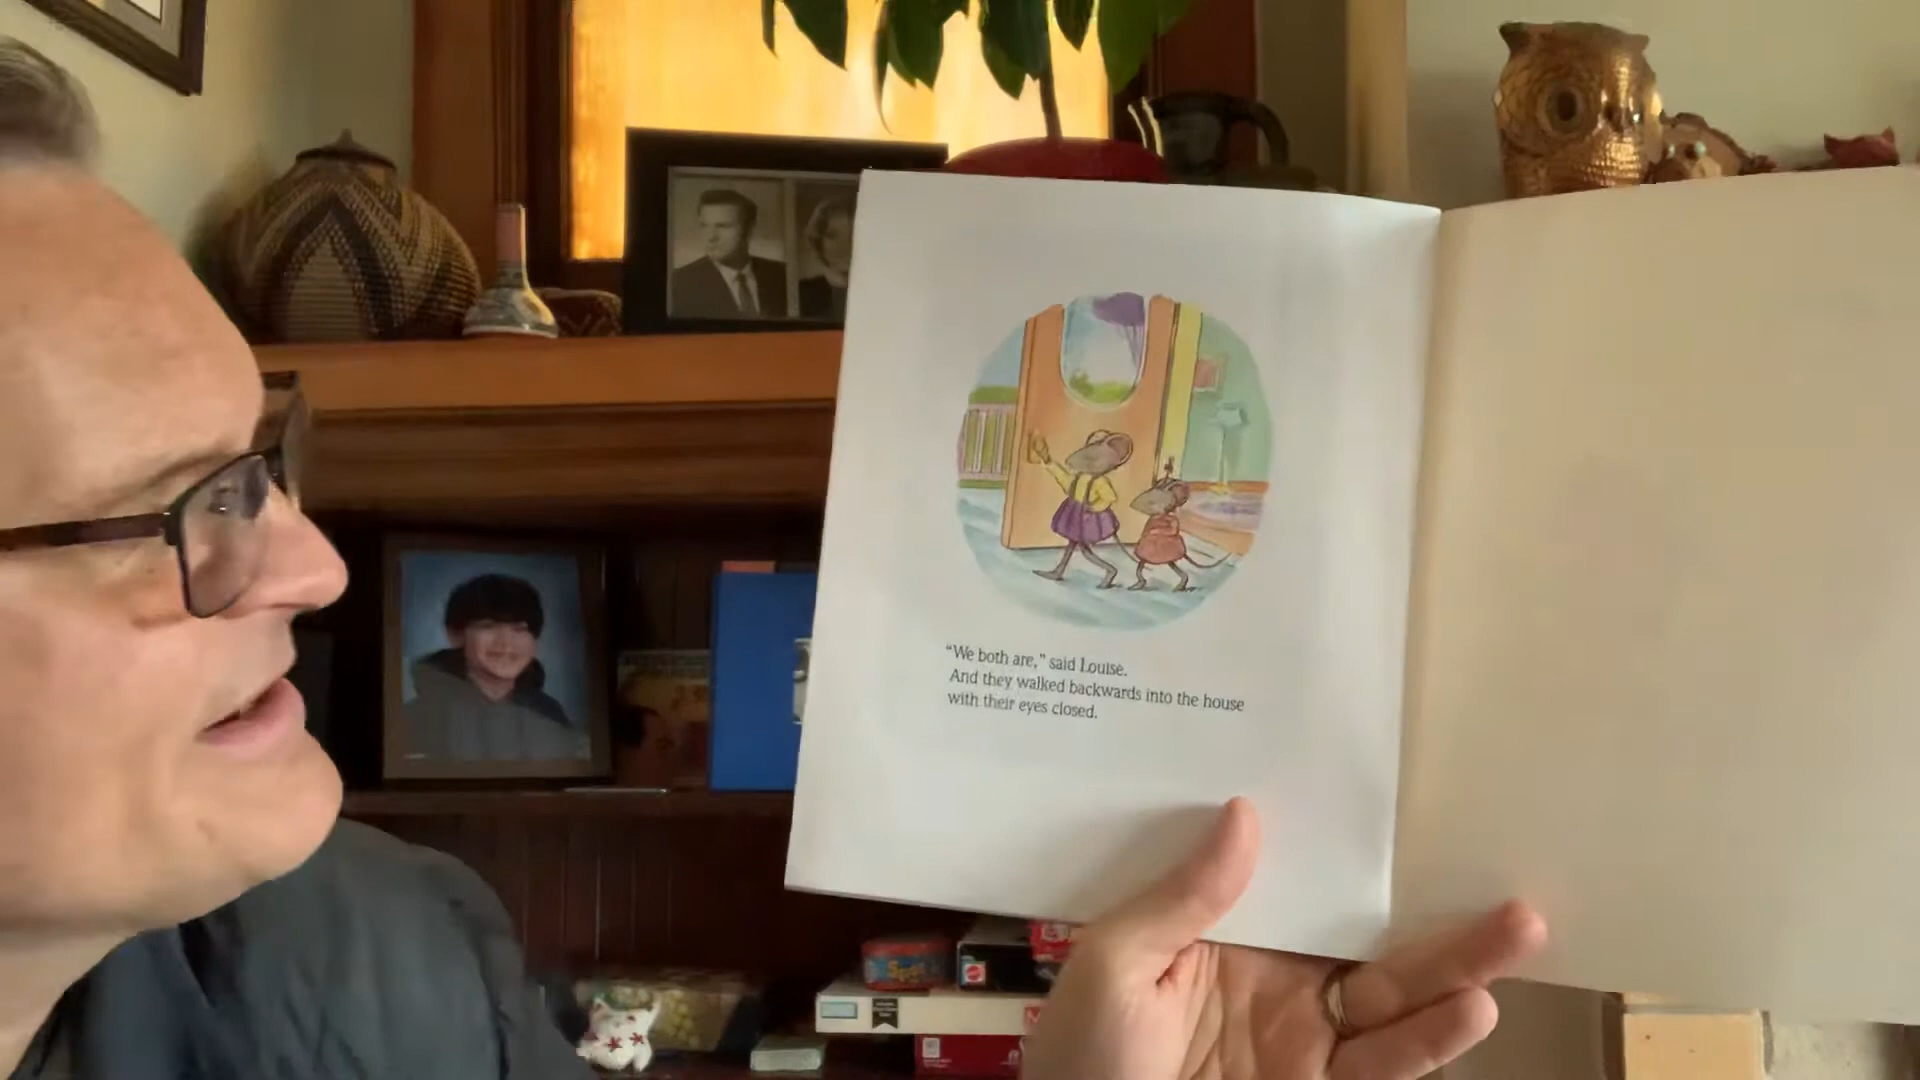 “We both are,” said Louise.
And they walked backwards into the house
with their eyes closed.